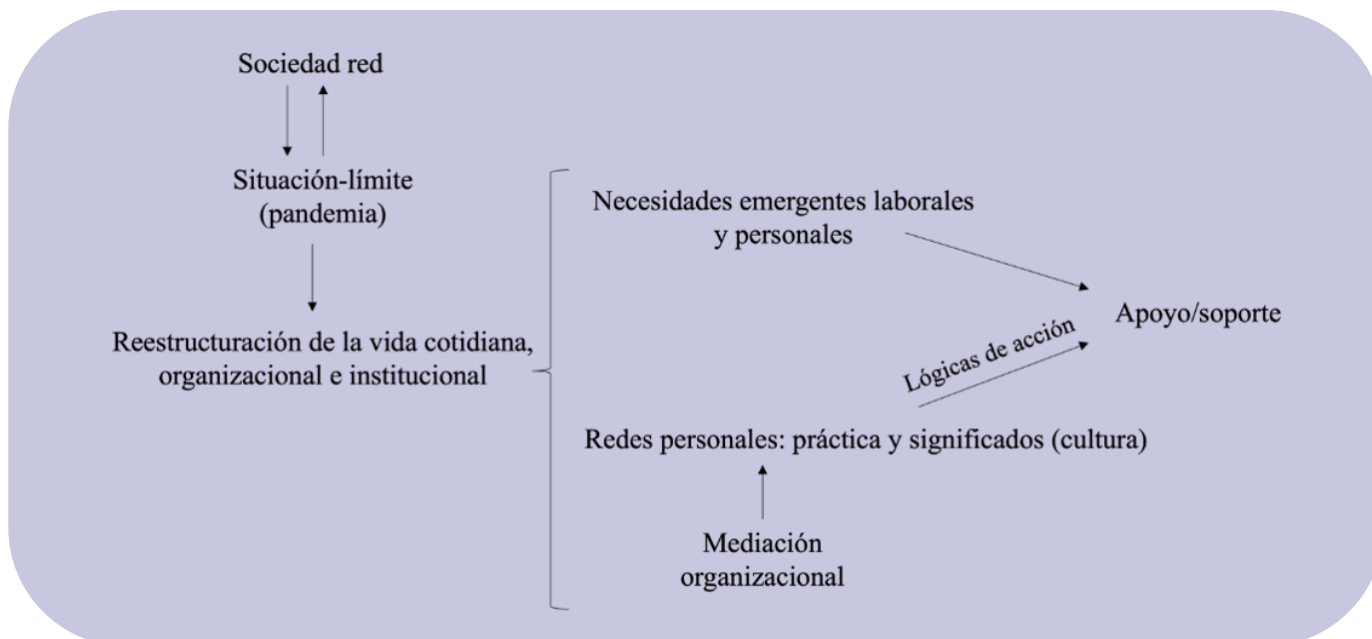 Sociedad red
Situación-límite
(pandemia)
Reestructuración de la vida cotidiana,
organizacional e institucional
Necesidades emergentes laborales
y personales
Apoyo/soporte
Lógicas de acción
Redes personales: práctica y significados (cultura)
Mediación
organizacional